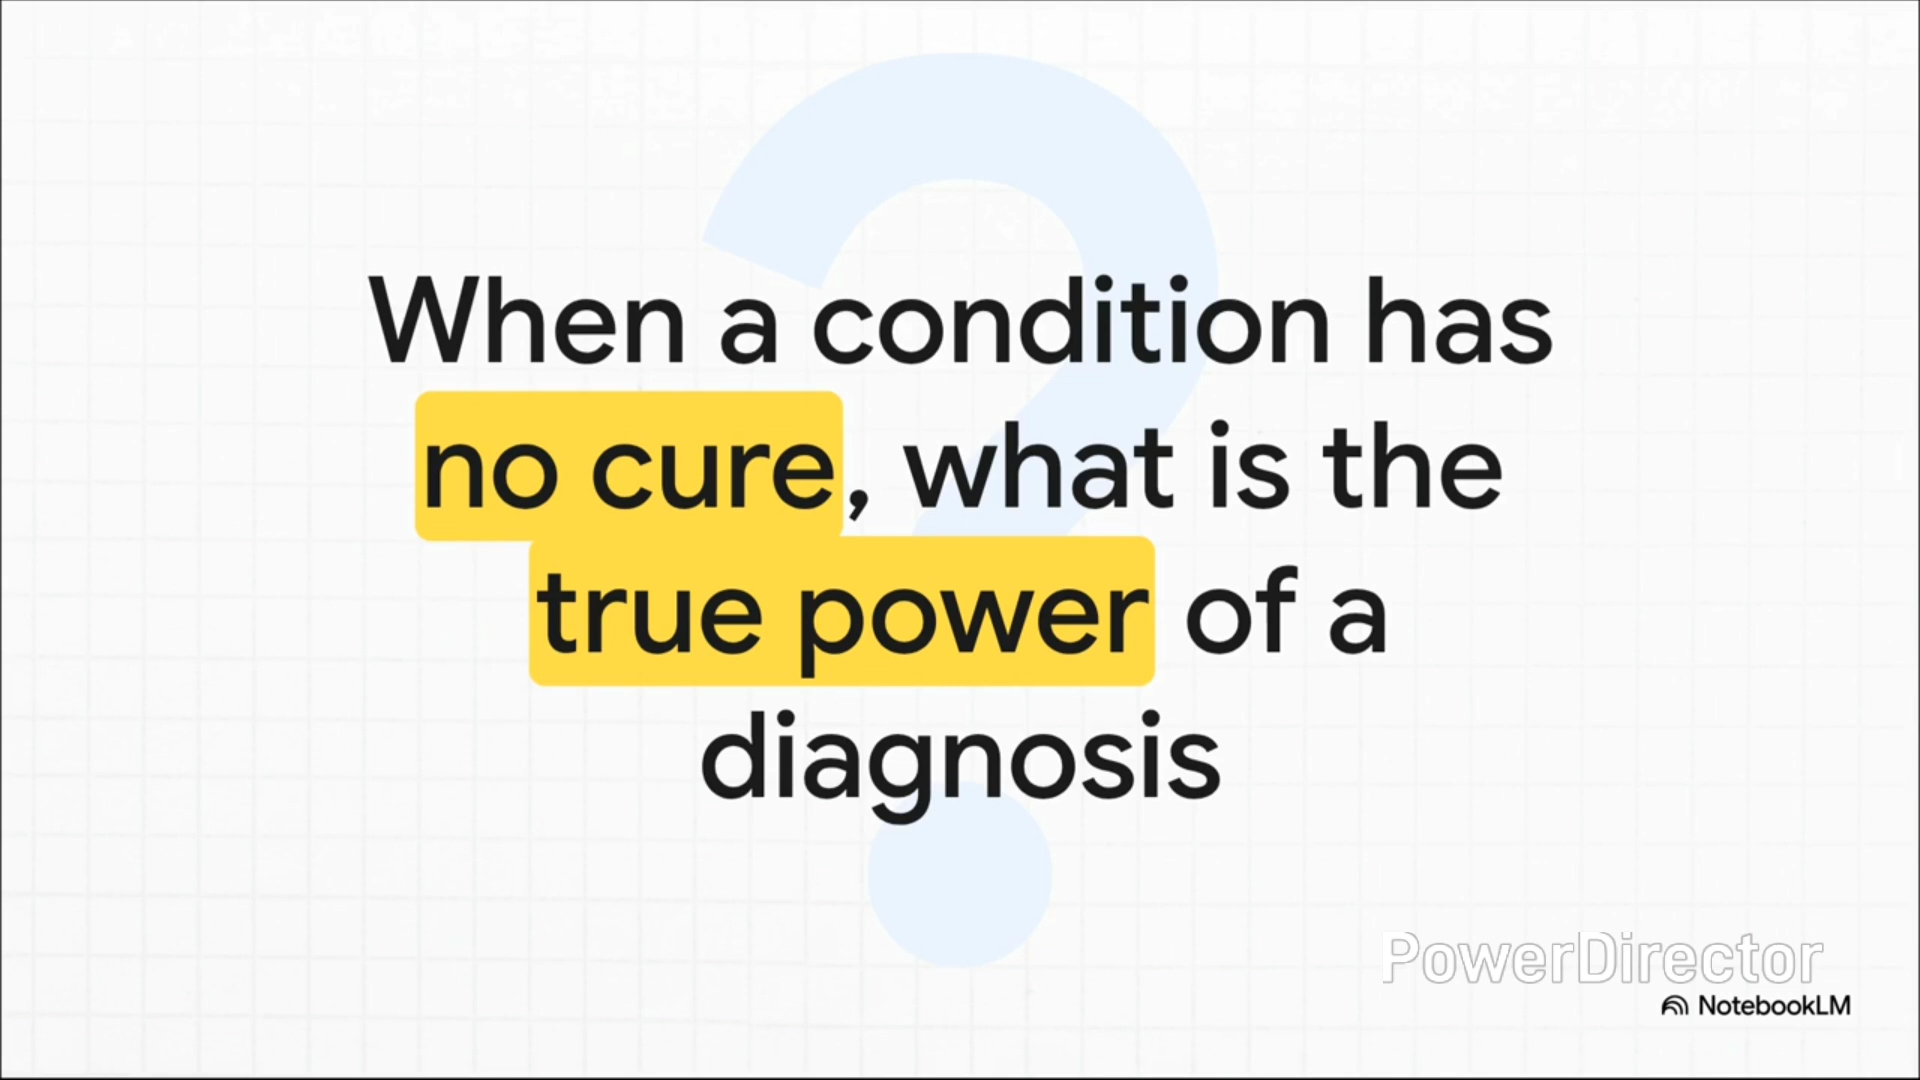 When a condition has
no cure, what is the
true power of a
diagnosis
PowerDirector
NotebookLM